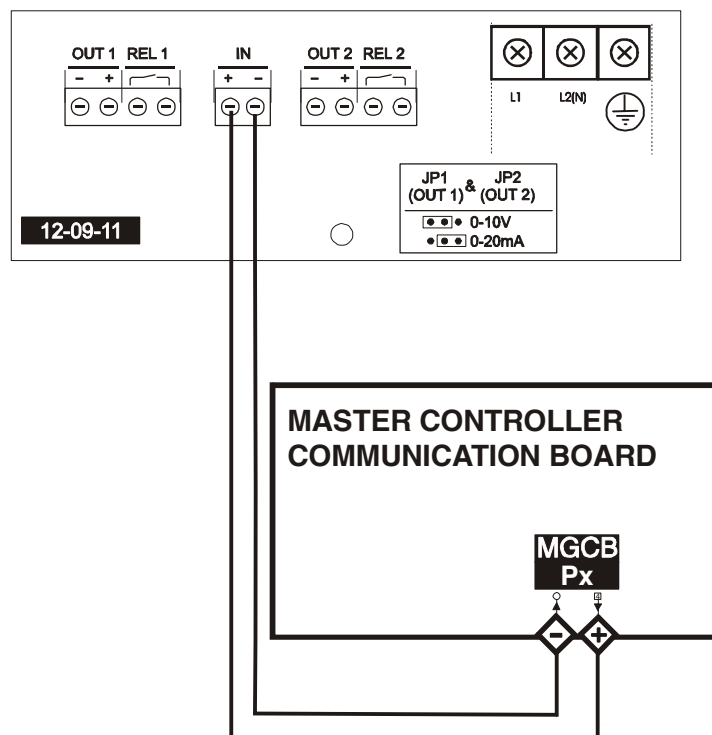 OUT 1 REL 1 IN OUT 2 REL 2
- + + - - +
L1 L2(N)
JP1 & JP2
(OUT 1) (OUT 2)
0-10V
0-20mA
12-09-11
MASTER CONTROLLER
COMMUNICATION BOARD
MGCB
Px
- +